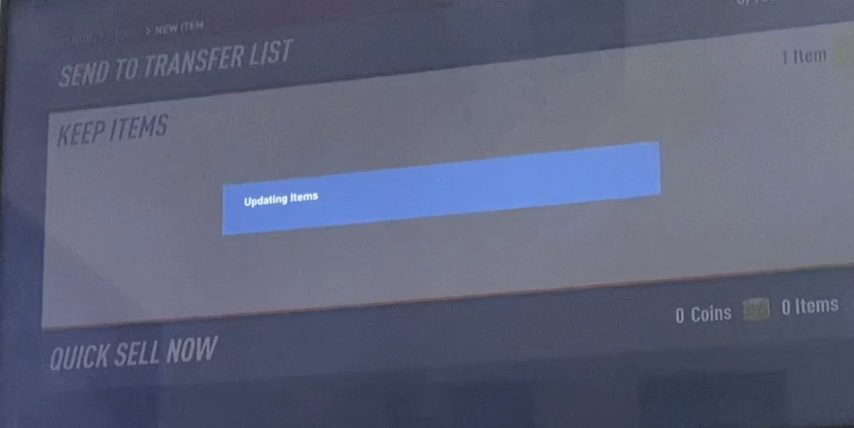 > NEW ITEM
SEND TO TRANSFER LIST
1 Item
KEEP ITEMS
Updating Items
0 Coins 0 Items
QUICK SELL NOW